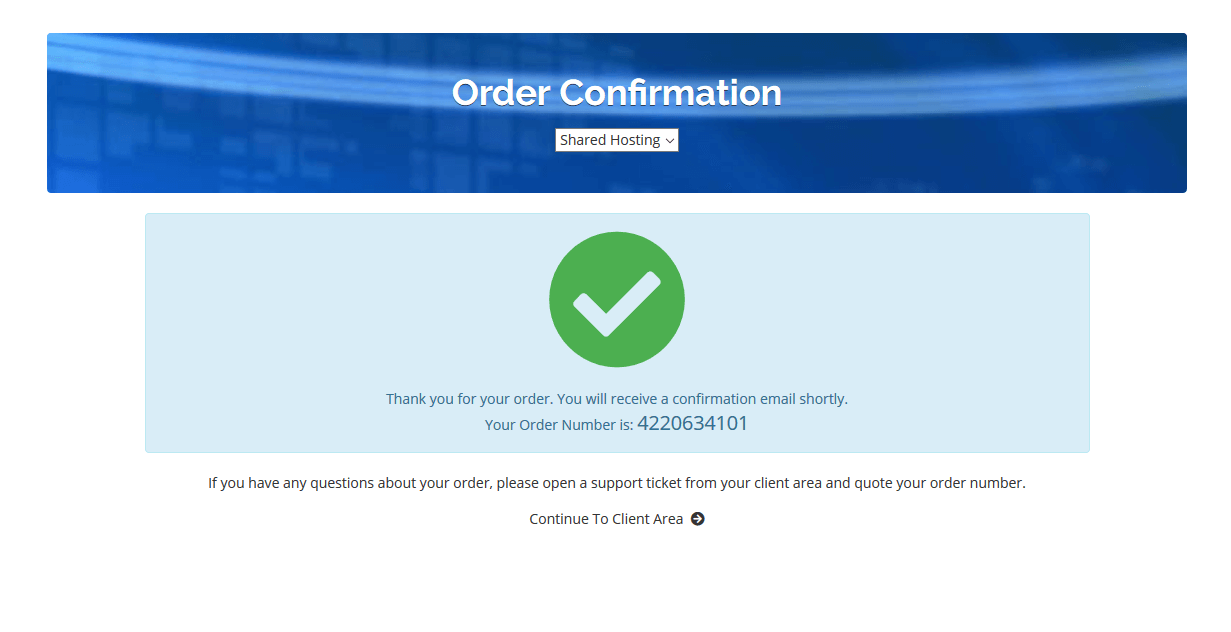 Order Confirmation
Shared Hosting
Thank you for your order. You will receive a confirmation email shortly.
Your Order Number is: 4220634101
If you have any questions about your order, please open a support ticket from your client area and quote your order number.
Continue To Client Area